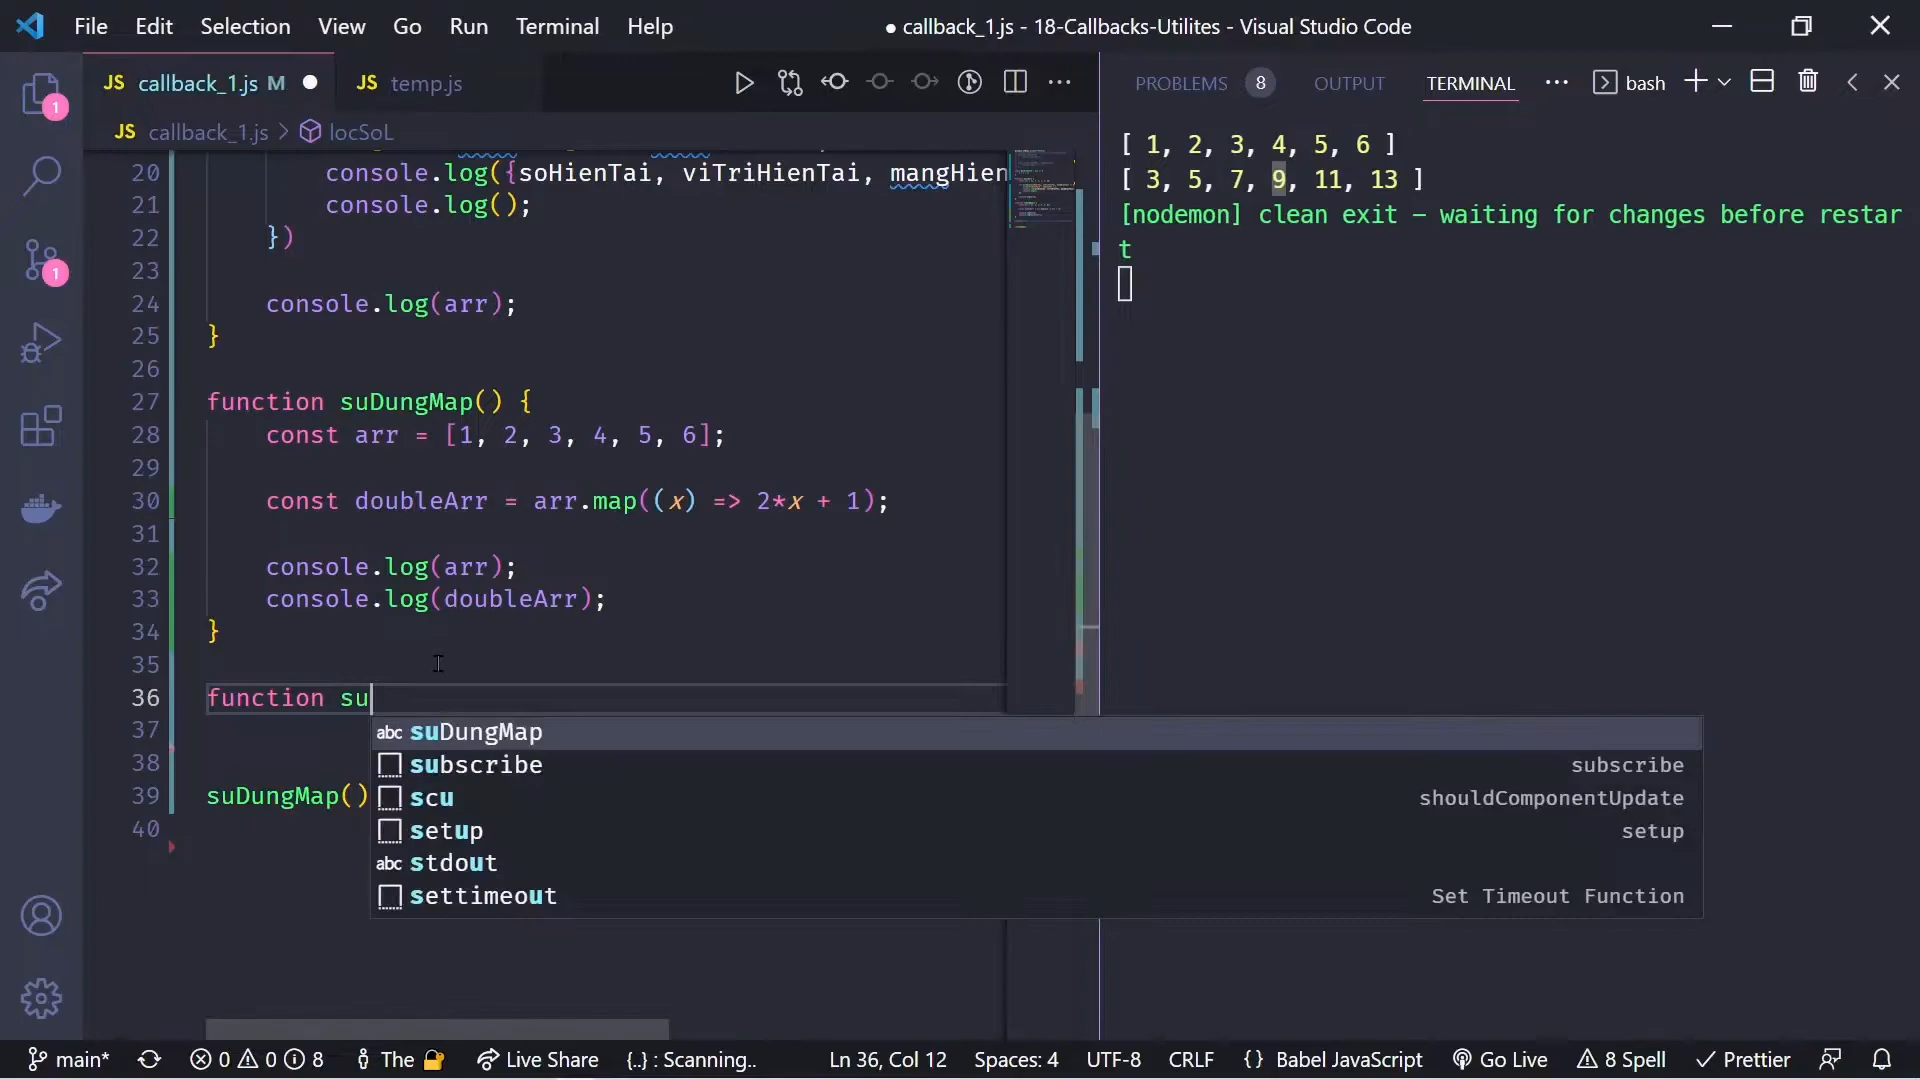 File Edit Selection View Go Run Terminal Help
● callback_1.js - 18-Callbacks-Utilites - Visual Studio Code
JS callback_1.js M ●
JS temp.js
JS callback_1.js > locSoL
20 console.log({soHienTai, viTriHienTai, mangHien
21 console.log();
22 })
23
24 console.log(arr);
25 }
26
27 function suDungMap() {
28 const arr = [1, 2, 3, 4, 5, 6];
29
30 const doubleArr = arr.map((x) => 2*x + 1);
31
32 console.log(arr);
33 console.log(doubleArr);
34 }
35
36 function su
37
38
39 suDungMap()
40
abc suDungMap
subscribe subscribe
scu shouldComponentUpdate
setup setup
abc stdout
settimeout Set Timeout Function
PROBLEMS 8 OUTPUT TERMINAL ··· bash
[ 1, 2, 3, 4, 5, 6 ]
[ 3, 5, 7, 9, 11, 13 ]
[nodemon] clean exit - waiting for changes before restar
t
1
1
main* 0 0 8 The Live Share {..} : Scanning.. Ln 36, Col 12 Spaces: 4 UTF-8 CRLF {} Babel JavaScript Go Live 8 Spell Prettier